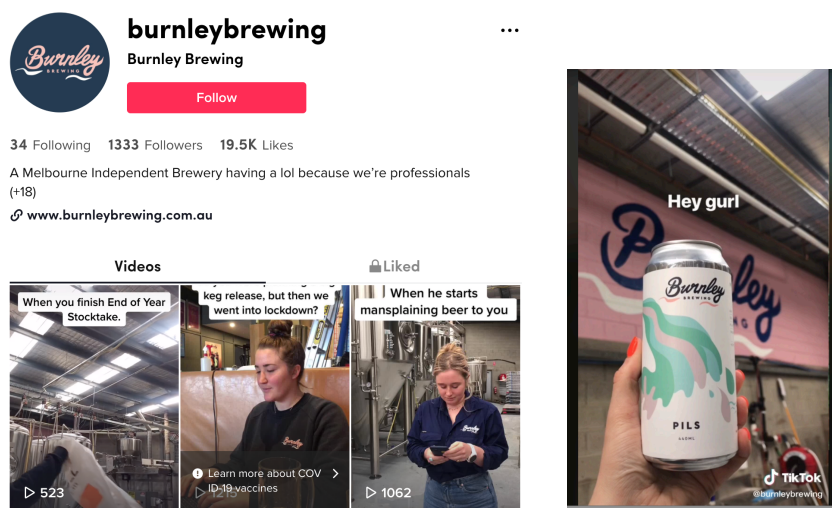 Burnley
BREWING
burnleybrewing
...
Burnley Brewing
Follow
34 Following 1333 Followers 19.5K Likes
A Melbourne Independent Brewery having a lol because we're professionals
(+18)
www.burnleybrewing.com.au
Videos
Liked
When you finish End of Year
Stocktake.
523
keg release, but then we
went into lockdown?
Burnley
Learn more about COV
ID-19 vaccines
1215
When he starts
mansplaining beer to you
Burnley
1062
Hey gurl
Burnley
BREWING
PILS
440ML
TikTok
@burnleybrewing